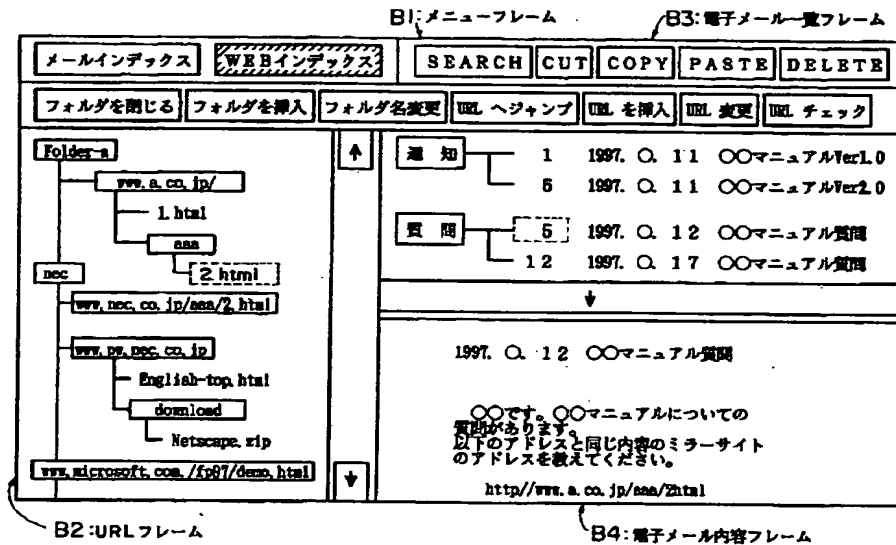 B1:メニューフレーム
B3:電子メール一覧フレーム
メールインデックス WEBインデックス SEARCH CUT COPY PASTE DELETE
フォルダを閉じる フォルダを挿入 フォルダ名変更 URL へジャンプ URL を挿入 URL 変更 URL チェック
Folder-a
www.a.co.jp/
1.html
aaa
2.html
nec
www.nec.co.jp/aaa/2.html
www.pw.nec.co.jp
English-top.html
download
Netscape.zip
www.microsoft.com./fp97/demo.html
通知 1 1997. ○. 11 ○○マニュアルVer1.0
5 1997. ○. 11 ○○マニュアルVer2.0
質問 5 1997. ○. 12 ○○マニュアル質問
12 1997. ○. 17 ○○マニュアル質問
1997. ○. 12 ○○マニュアル質問
○○です。○○マニュアルについての
質問があります。
以下のアドレスと同じ内容のミラーサイト
のアドレスを教えてください。
http//www.a.co.jp/aaa/2html
B2:URLフレーム
B4:電子メール内容フレーム